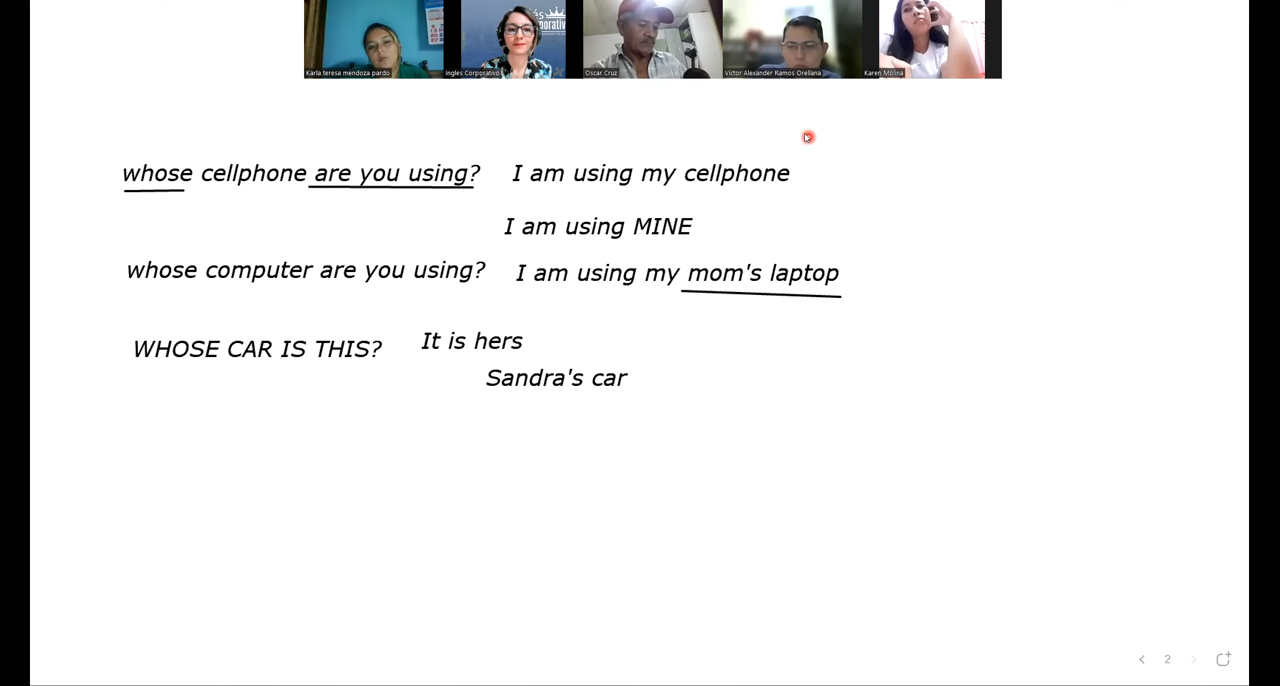 Karla teresa mendoza pardo
Ingles Corporativo
Oscar Cruz
Victor Alexander Ramos Orellana
Karen Molina
whose cellphone are you using? I am using my cellphone
I am using MINE
whose computer are you using? I am using my mom's laptop
WHOSE CAR IS THIS? It is hers
Sandra's car
2